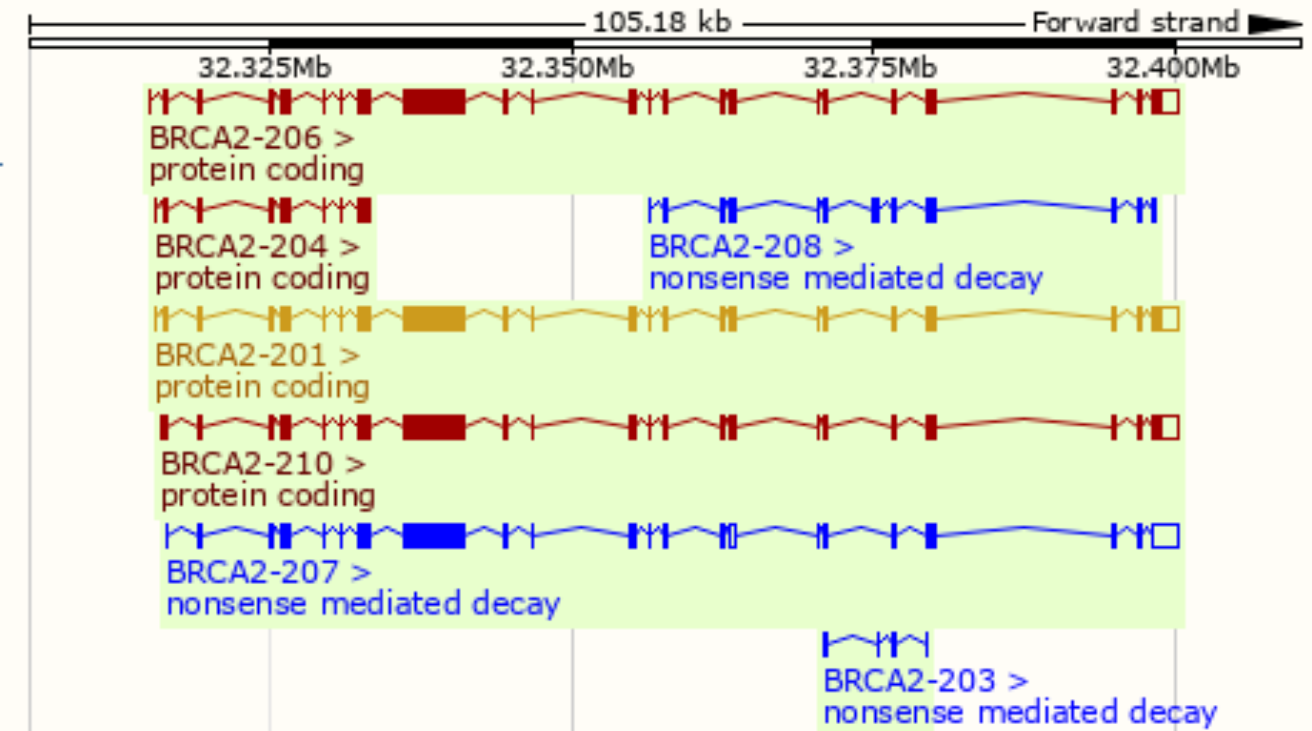 105.18 kb Forward strand
32.325Mb 32.350Mb 32.375Mb 32.400Mb
BRCA2-206 >
protein coding
BRCA2-204 > BRCA2-208 >
protein coding nonsense mediated decay
BRCA2-201 >
protein coding
BRCA2-210 >
protein coding
BRCA2-207 >
nonsense mediated decay
BRCA2-203 >
nonsense mediated decay